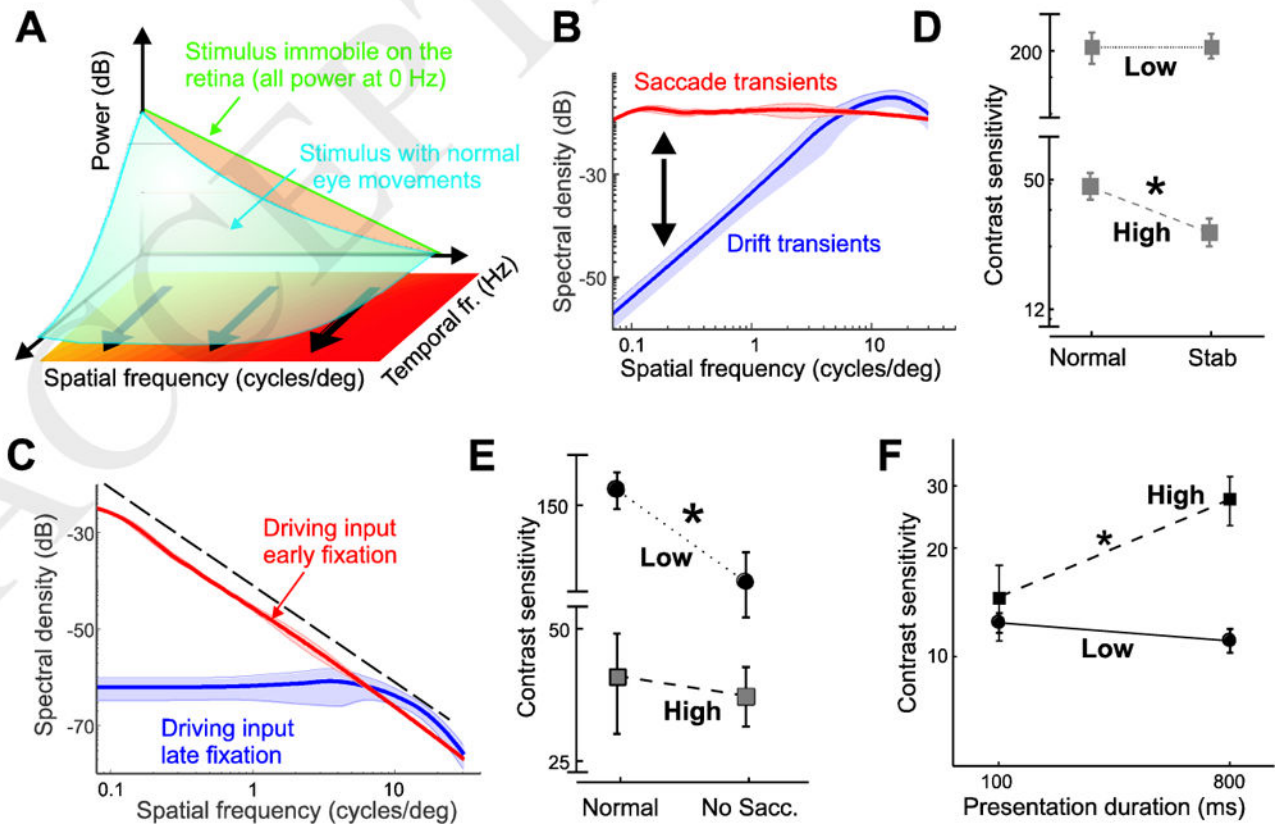 A
Stimulus immobile on the
retina (all power at 0 Hz)
Power (dB)
Stimulus with normal
eye movements
Temporal fr. (Hz)
Spatial frequency (cycles/deg)
B
Saccade transients
Spectral density (dB)
-30
-50
Drift transients
0.1
1
10
Spatial frequency (cycles/deg)
D
200
Low
Contrast sensitivity
50
*
High
12
Normal
Stab
C
Spectral density (dB)
-30
-50
-70
Driving input
early fixation
Driving input
late fixation
0.1
1
10
Spatial frequency (cycles/deg)
E
Contrast sensitivity
150
*
Low
50
High
25
Normal
No Sacc.
F
Contrast sensitivity
30
20
10
High
*
Low
100
800
Presentation duration (ms)
ACCEPT